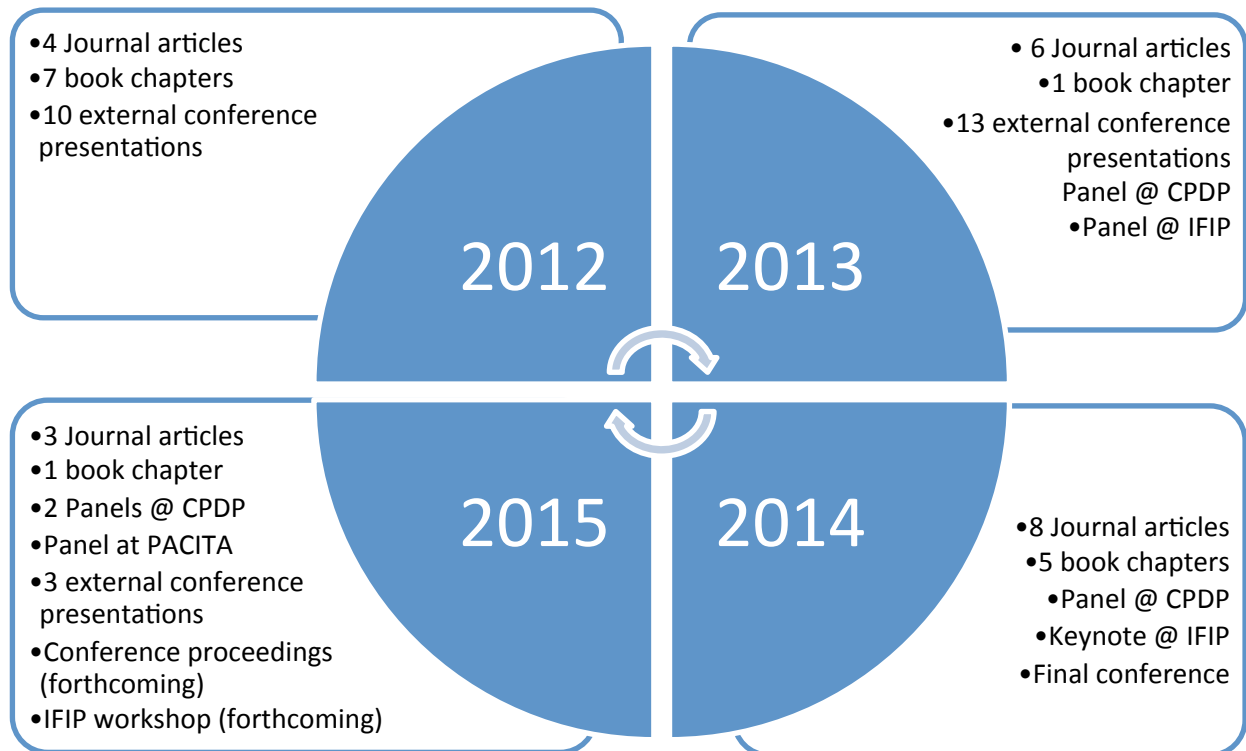 •4 Journal articles
•7 book chapters
•10 external conference
presentations
2012
• 6 Journal articles
•1 book chapter
•13 external conference
presentations
Panel @ CPDP
•Panel @ IFIP
2013
•3 Journal articles
•1 book chapter
•2 Panels @ CPDP
•Panel at PACITA
•3 external conference
presentations
•Conference proceedings
(forthcoming)
•IFIP workshop (forthcoming)
2015
2014
•8 Journal articles
•5 book chapters
•Panel @ CPDP
•Keynote @ IFIP
•Final conference